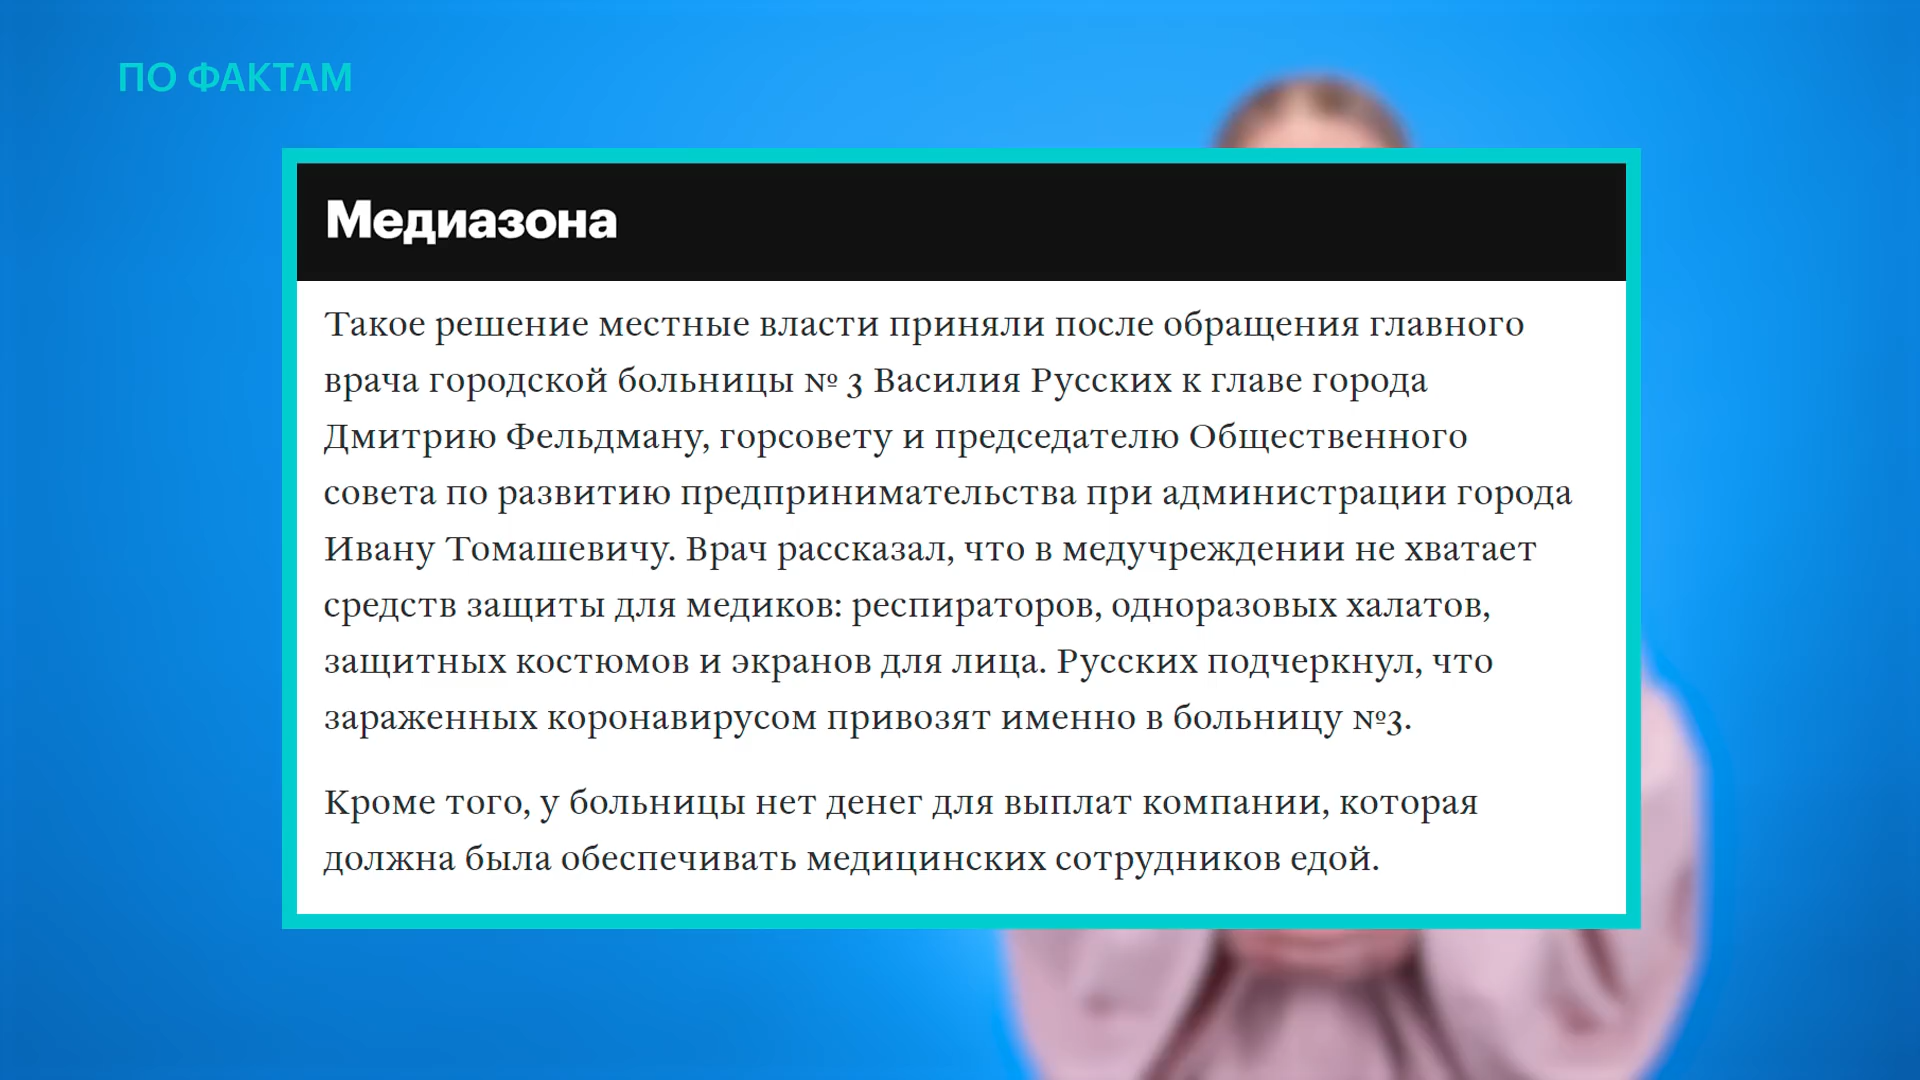 ПО ФАКТАМ
Медиазона
Такое решение местные власти приняли после обращения главного
врача городской больницы № 3 Василия Русских к главе города
Дмитрию Фельдману, горсовету и председателю Общественного
совета по развитию предпринимательства при администрации города
Ивану Томашевичу. Врач рассказал, что в медучреждении не хватает
средств защиты для медиков: респираторов, одноразовых халатов,
защитных костюмов и экранов для лица. Русских подчеркнул, что
зараженных коронавирусом привозят именно в больницу №3.
Кроме того, у больницы нет денег для выплат компании, которая
должна была обеспечивать медицинских сотрудников едой.